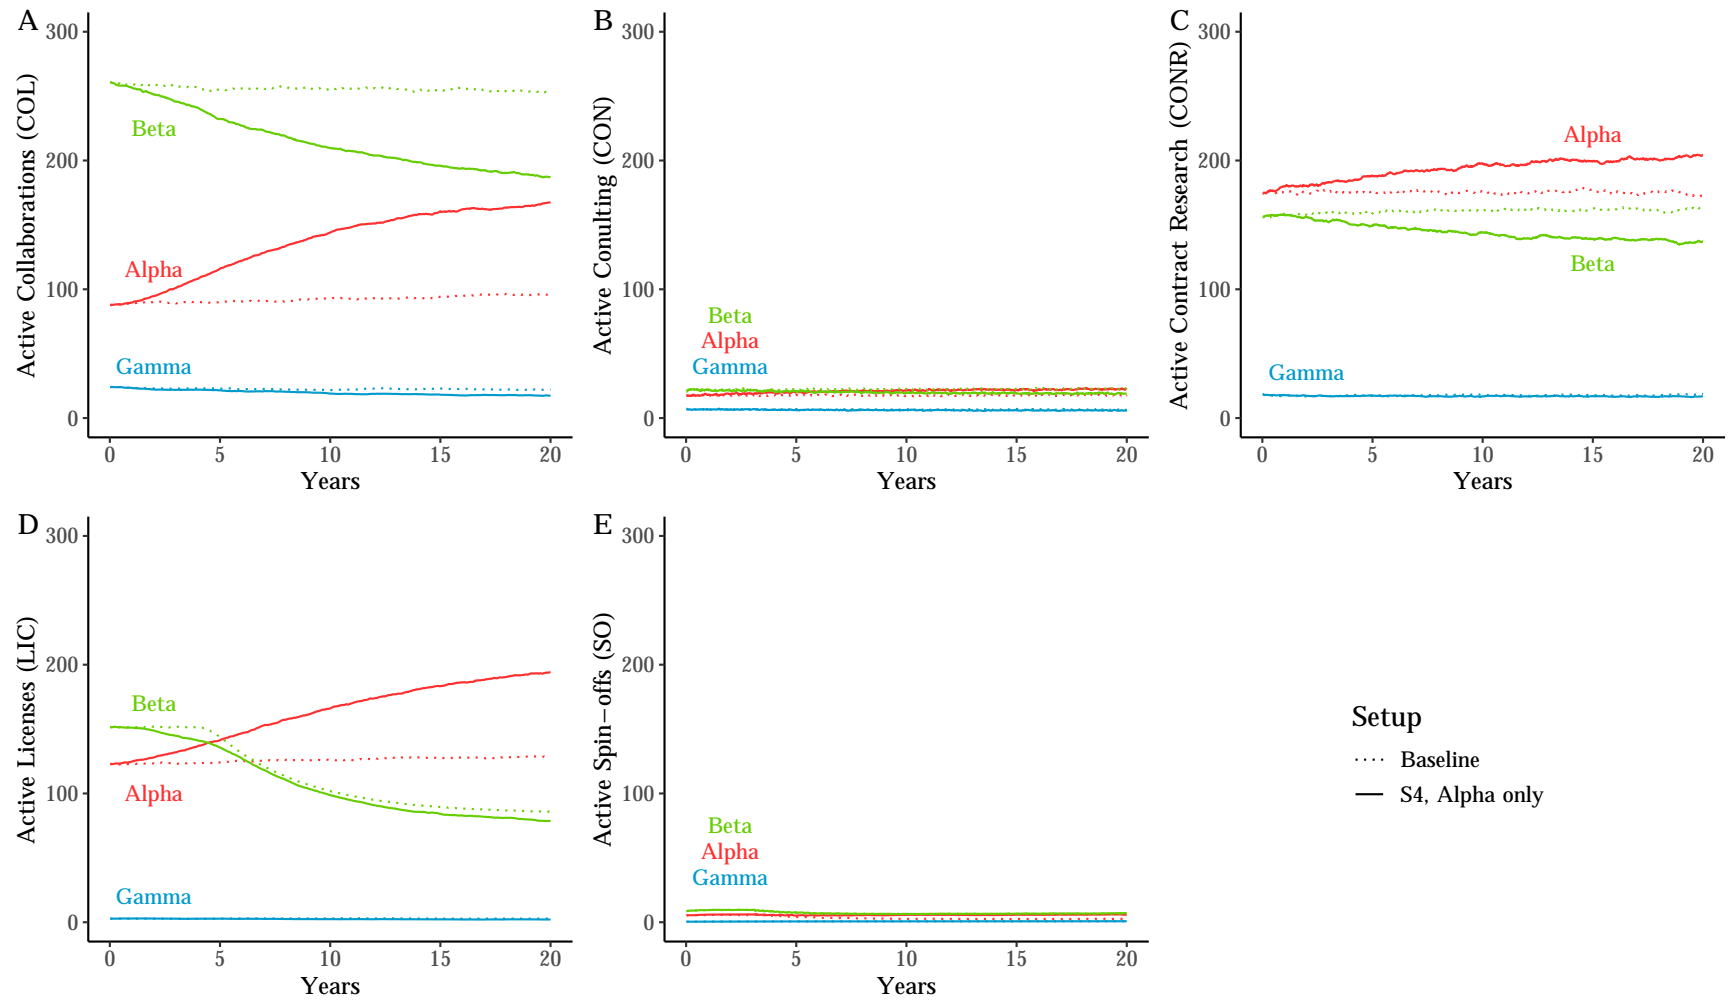 A
Active Collaborations (COL)
300
200
100
0
Beta
Alpha
Gamma
0 5 10 15 20
Years
B
Active Conulting (CON)
300
200
100
0
Beta
Alpha
Gamma
0 5 10 15 20
Years
C
Active Contract Research (CONR)
300
200
100
0
Alpha
Beta
Gamma
0 5 10 15 20
Years
D
Active Licenses (LIC)
300
200
100
0
Beta
Alpha
Gamma
0 5 10 15 20
Years
E
Active Spin−offs (SO)
300
200
100
0
Beta
Alpha
Gamma
0 5 10 15 20
Years
Setup
Baseline
S4, Alpha only